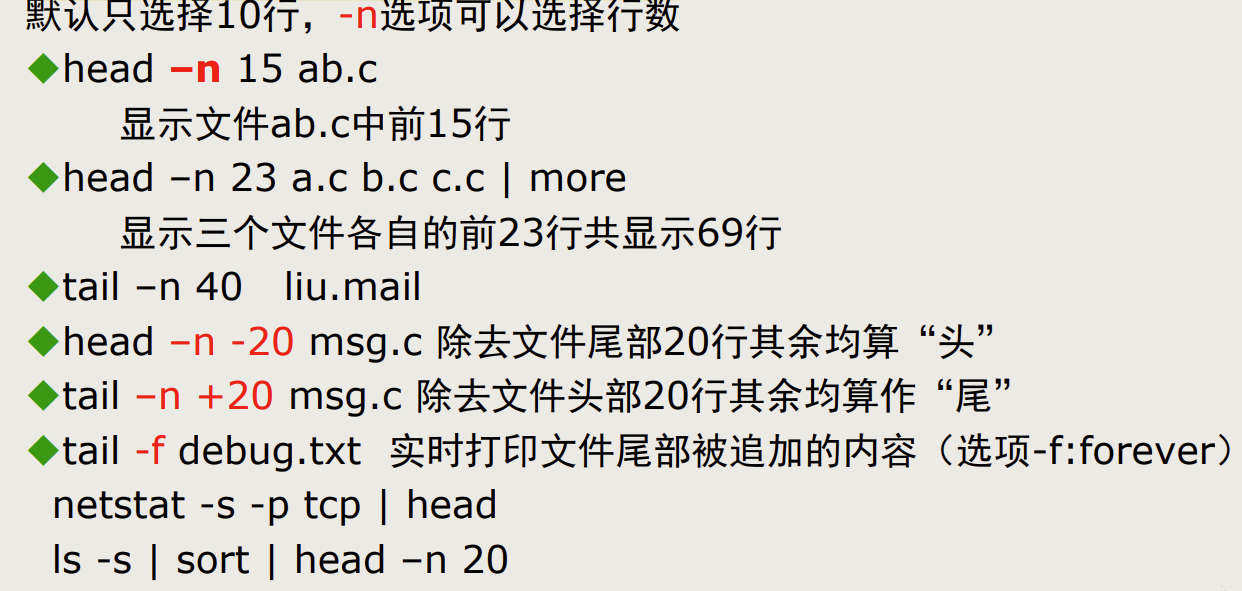 默认只选择10行，-n选项可以选择行数
◆head –n 15 ab.c
显示文件ab.c中前15行
◆head –n 23 a.c b.c c.c | more
显示三个文件各自的前23行共显示69行
◆tail –n 40 liu.mail
◆head –n -20 msg.c 除去文件尾部20行其余均算“头”
◆tail –n +20 msg.c 除去文件头部20行其余均算作“尾”
◆tail -f debug.txt 实时打印文件尾部被追加的内容（选项-f:forever）
netstat -s -p tcp | head
ls -s | sort | head –n 20